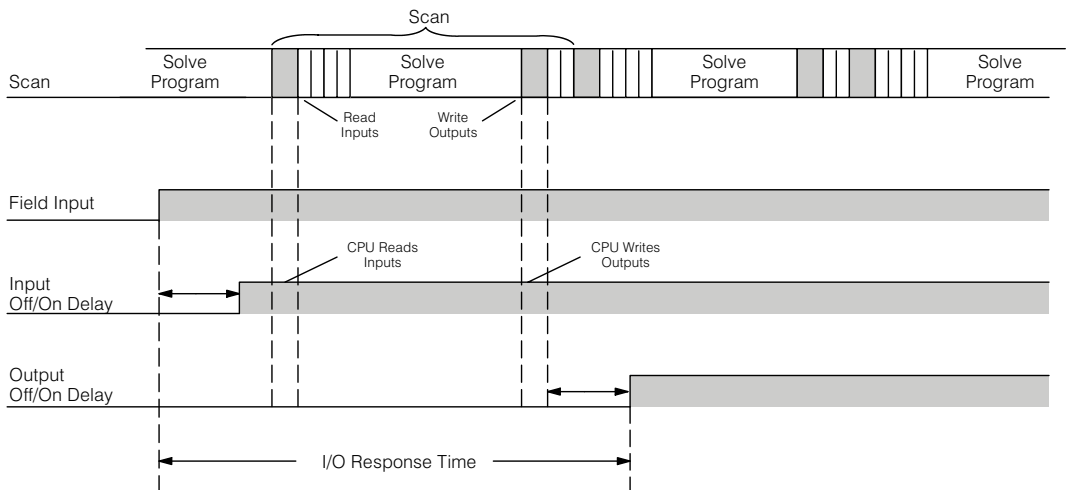 Scan
Scan
Solve
Program
Solve
Program
Solve
Program
Solve
Program
Read
Inputs
Write
Outputs
Field Input
CPU Reads
Inputs
CPU Writes
Outputs
Input
Off/On Delay
Output
Off/On Delay
I/O Response Time